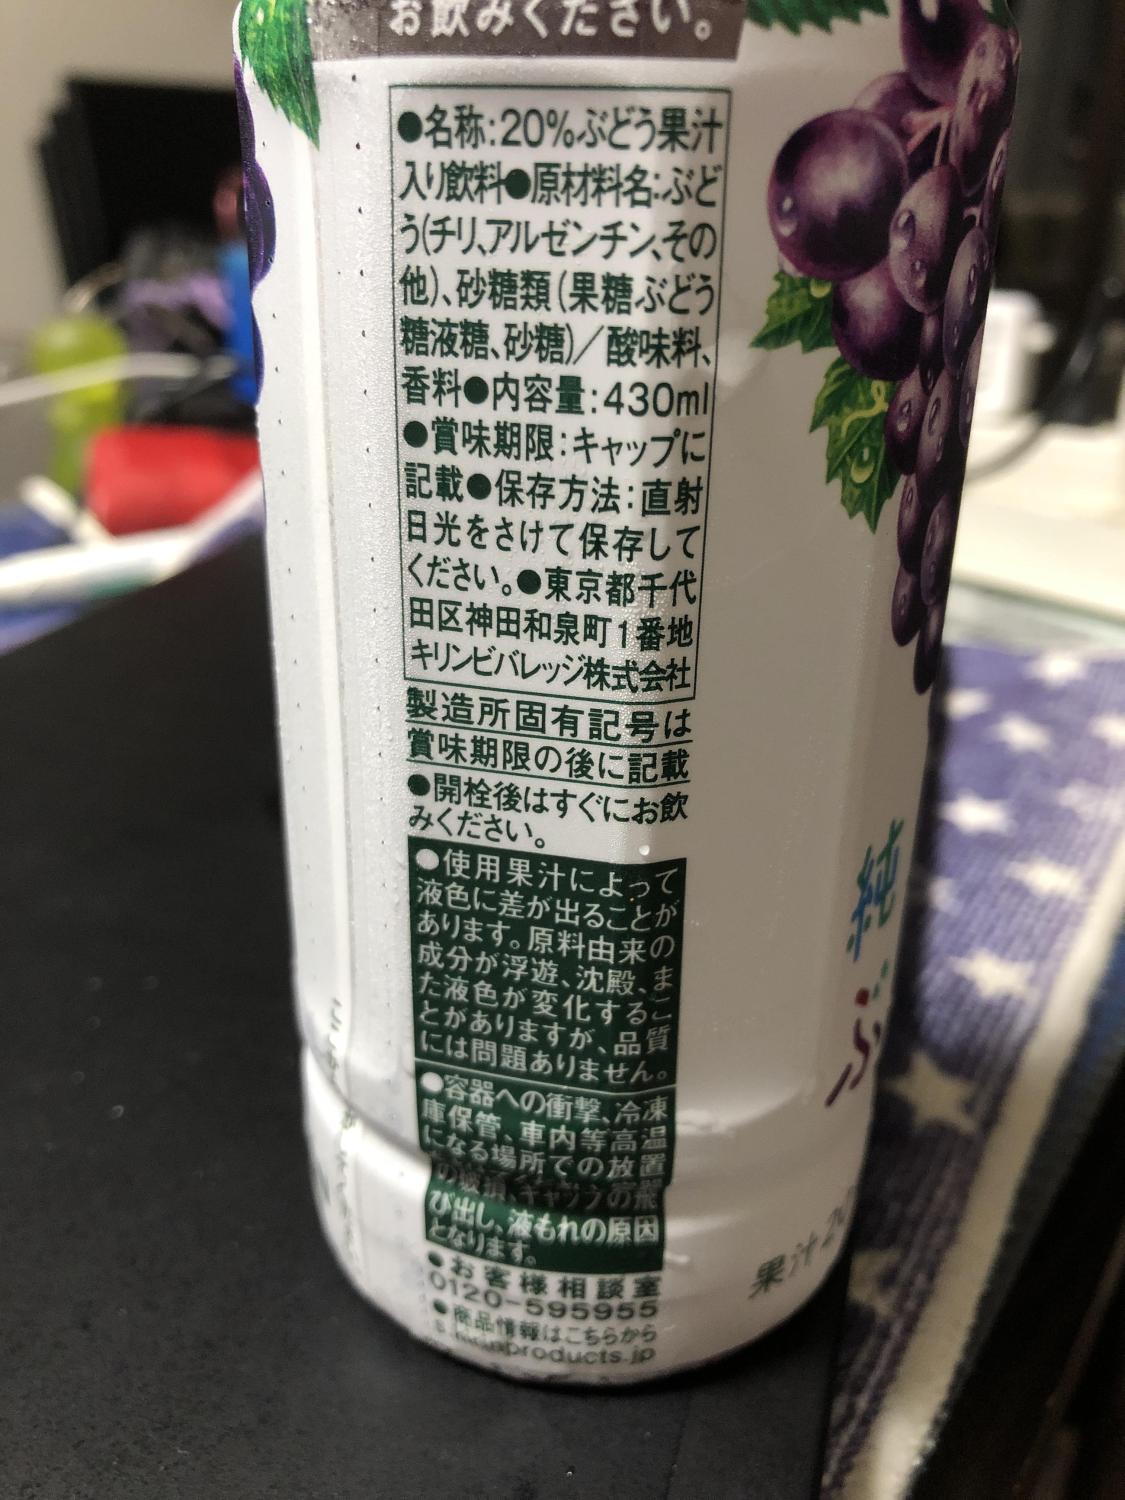 お飲みください。
●名称:20%ぶどう果汁
入り飲料●原材料名:ぶど
う(チリ、アルゼンチン、その
他)、砂糖類(果糖ぶどう
糖液糖、砂糖)／酸味料、
香料●内容量:430ml
●賞味期限:キャップに
記載●保存方法:直射
日光をさけて保存して
ください。●東京都千代
田区神田和泉町1番地
キリンビバレッジ株式会社
製造所固有記号は
賞味期限の後に記載
●開栓後はすぐにお飲
みください。
●使用果汁によって
液色に差が出ることが
あります。原料由来の
成分が浮遊、沈殿、ま
た液色が変化するこ
とがありますが、品質
には問題ありません。
●容器への衝撃、冷凍
庫保管、車内等高温
になる場所での放置
の破損、キャップの飛
び出し、液もれの原因
となります。
●お客様相談室
0120-595955
●商品情報はこちらから
products.jp
純
ぶ
果汁20